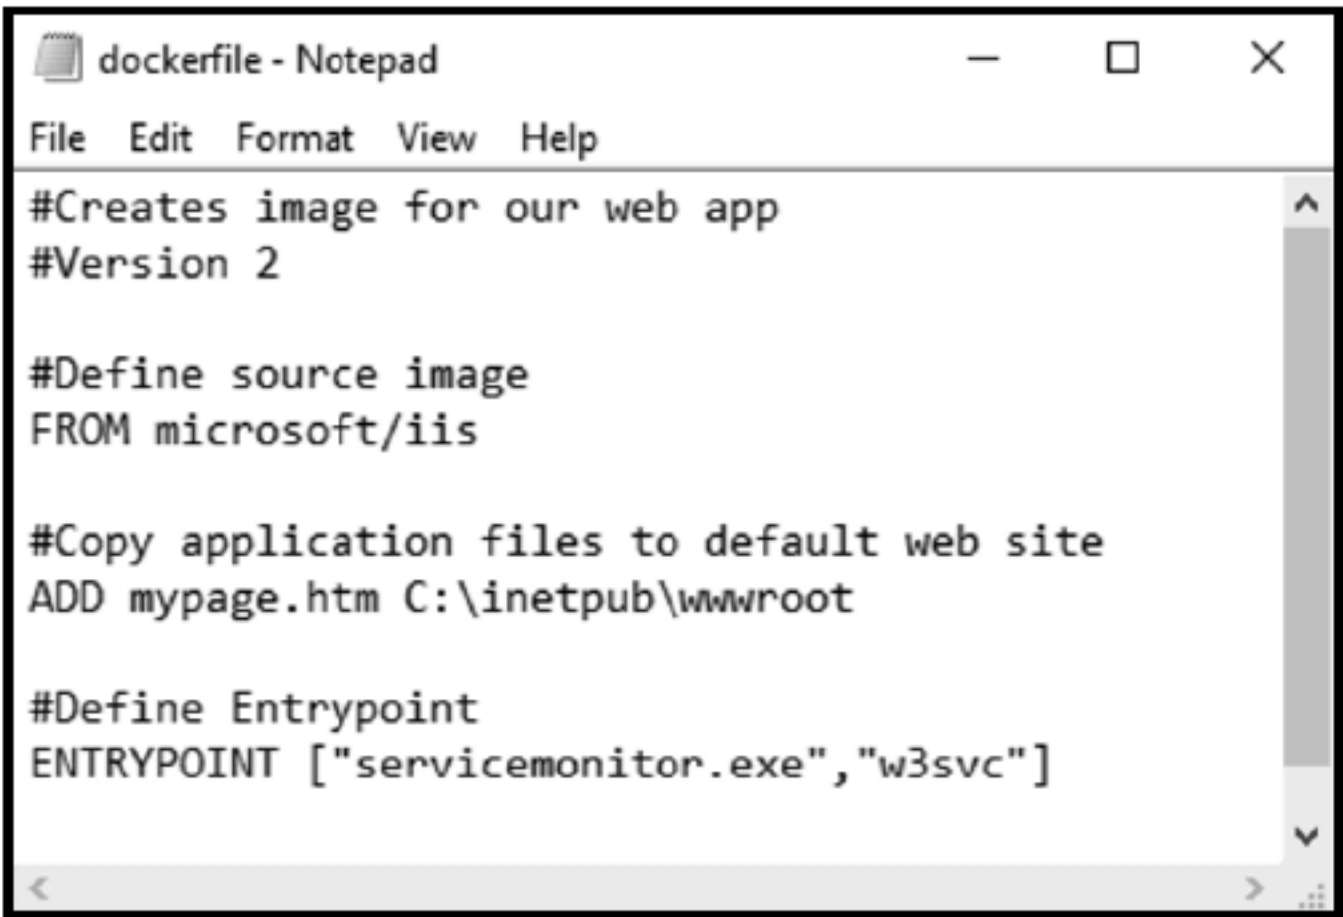 dockerfile - Notepad
File Edit Format View Help
#Creates image for our web app
#Version 2
#Define source image
FROM microsoft/iis
#Copy application files to default web site
ADD mypage.htm C:\inetpub\wwwroot
#Define Entrypoint
ENTRYPOINT ["servicemonitor.exe","w3svc"]